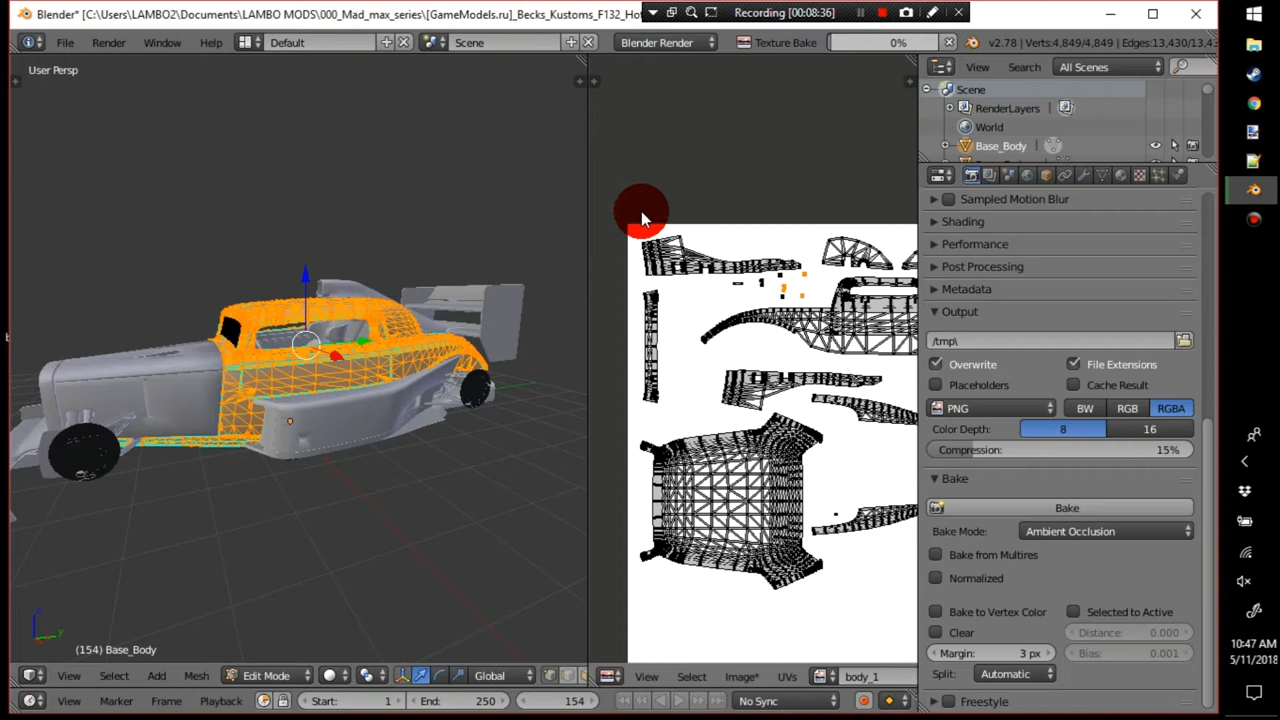 Blender* [C:\Users\LAMBO2\Documents\LAMBO MODS\000_Mad_max_series\[GameModels.ru]_Becks_Kustoms_F132_Ho
Recording [00:08:36]
File Render Window Help Default Scene Blender Render Texture Bake 0% v2.78 | Verts:4,849/4,849 | Edges:13,430/13,43
User Persp
View Search All Scenes
Scene
RenderLayers
World
Base_Body
Sampled Motion Blur
Shading
Performance
Post Processing
Metadata
Output
/tmp\
Overwrite File Extensions
Placeholders Cache Result
PNG BW RGB RGBA
Color Depth: 8 16
Compression: 15%
Bake
Bake
Bake Mode: Ambient Occlusion
Bake from Multires
Normalized
Bake to Vertex Color Selected to Active
Clear Distance: 0.000
Margin: 3 px Bias: 0.001
Split: Automatic
Freestyle
(154) Base_Body
View Select Add Mesh Edit Mode Global
View Select Image* UVs body_1
Marker Frame Playback Start: 1 End: 250 154 No Sync
10:47 AM
5/11/2018